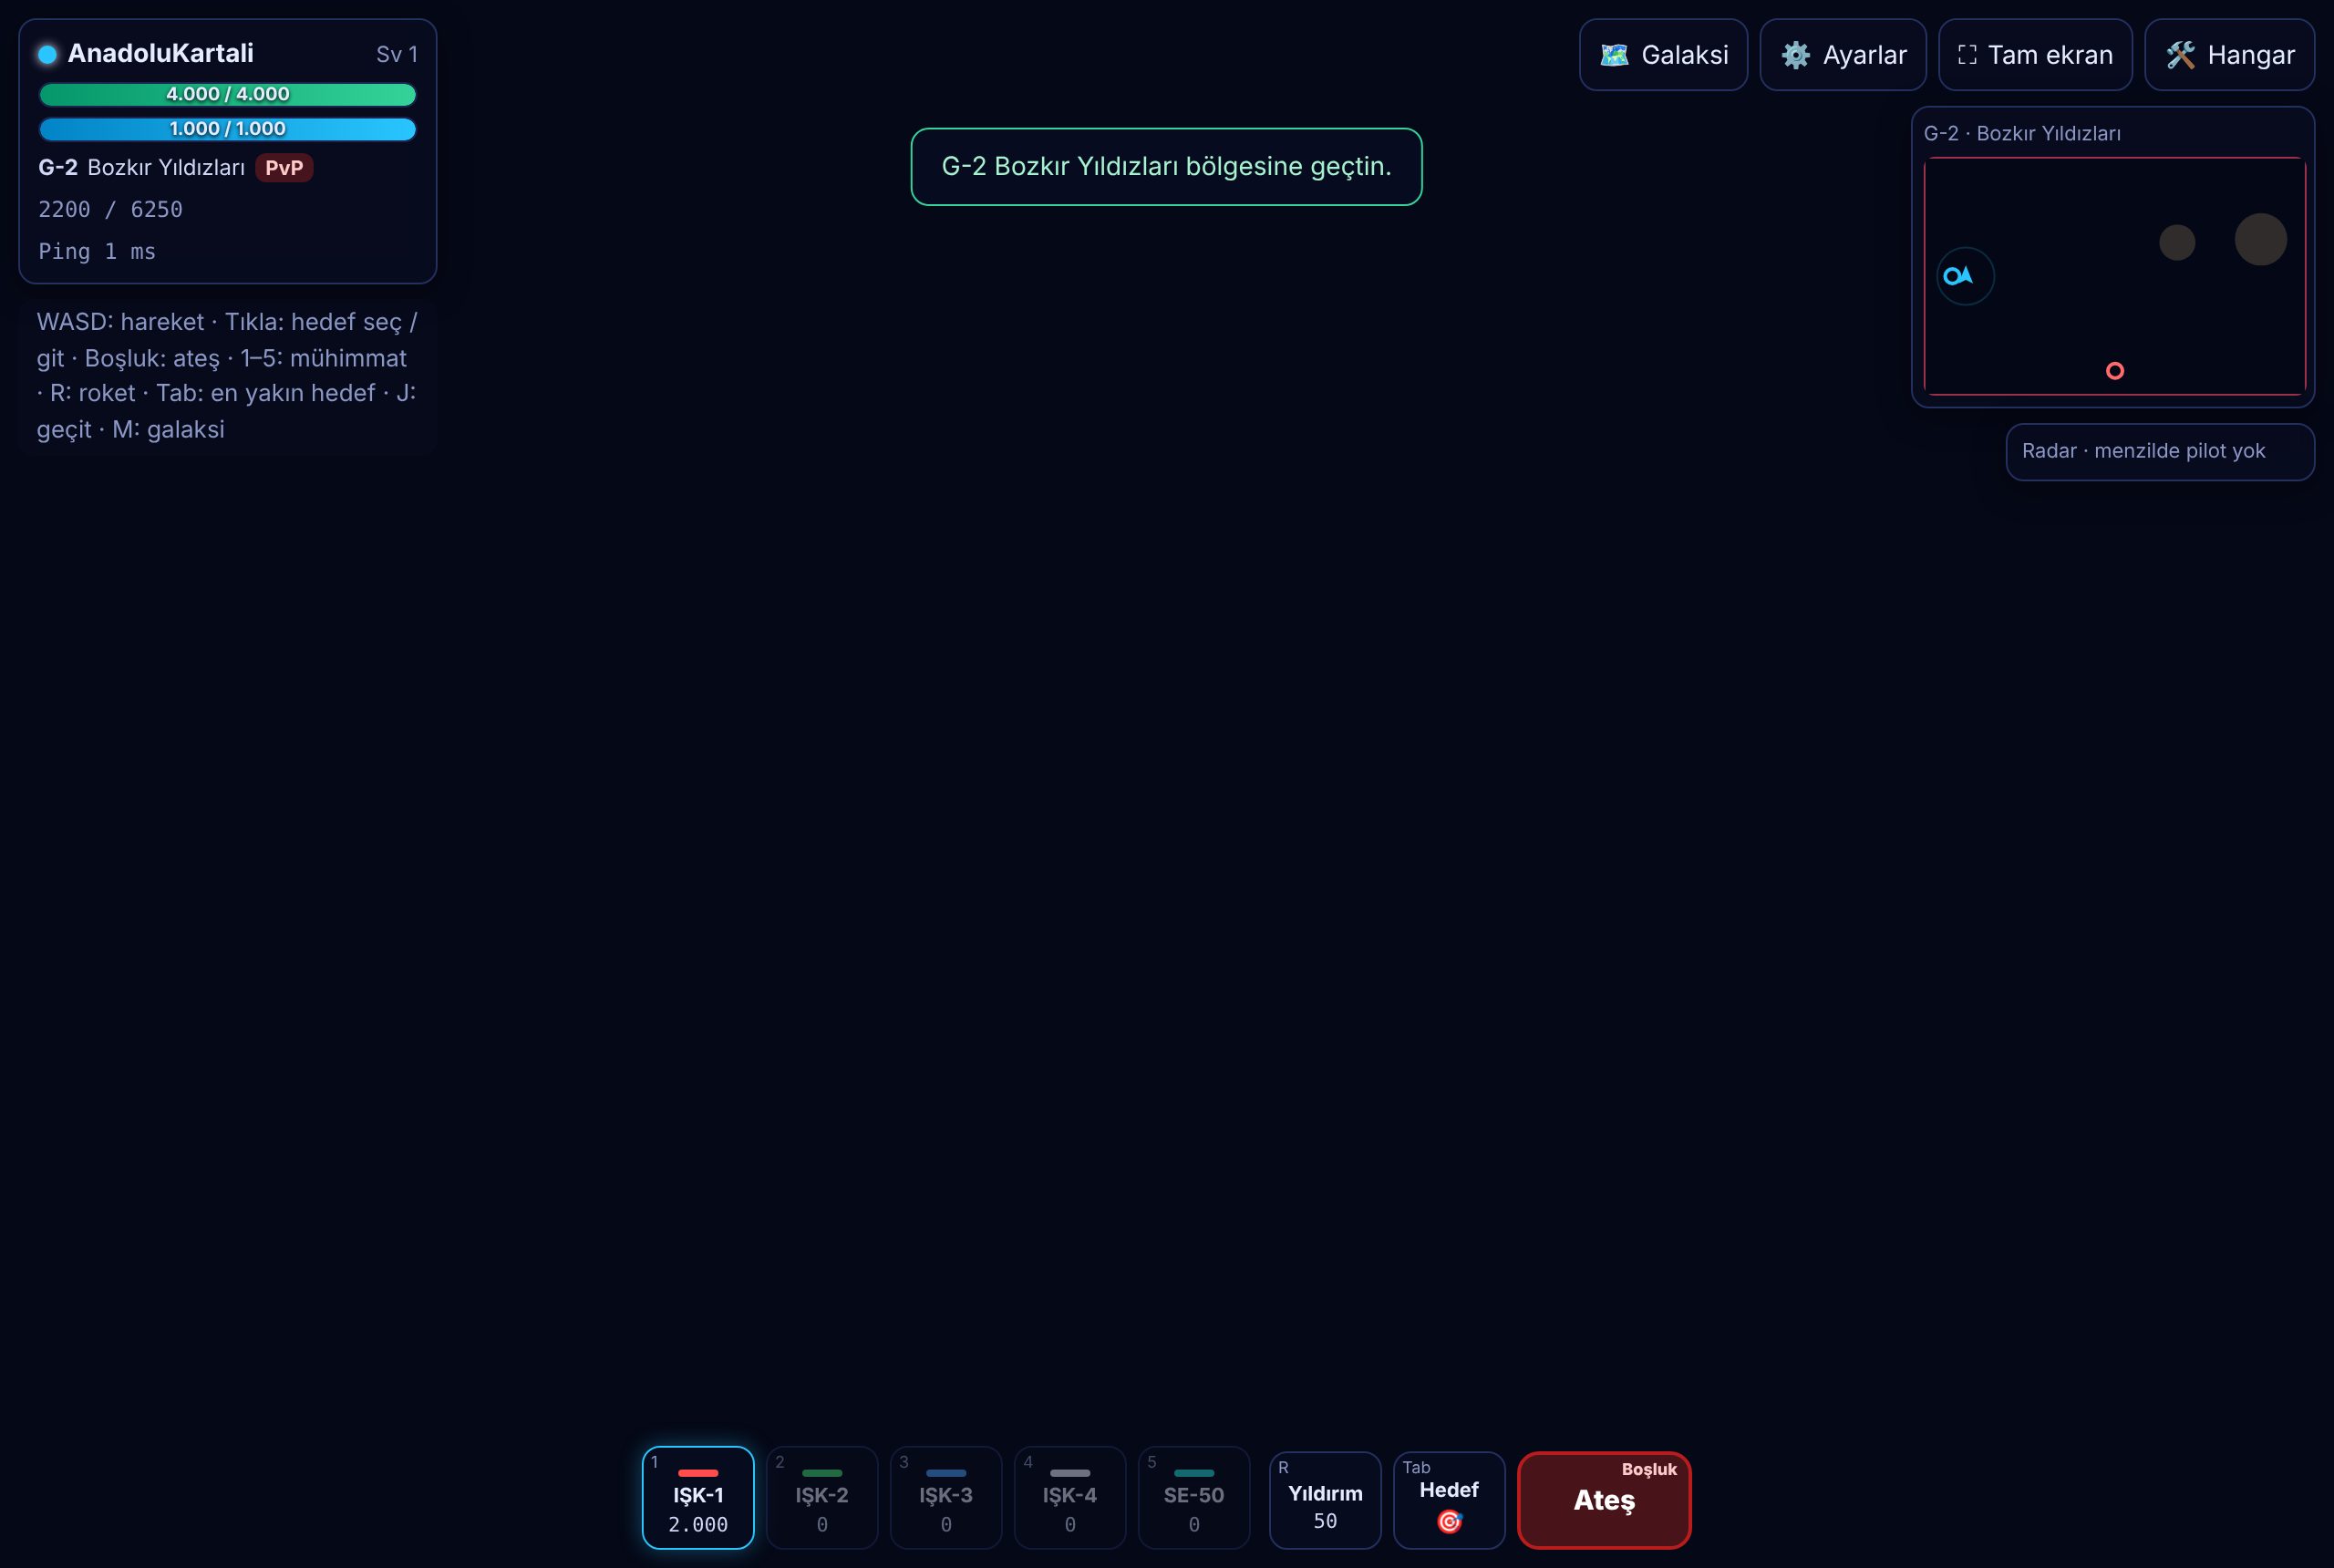 AnadoluKartali Sv 1
4.000 / 4.000
1.000 / 1.000
G-2 Bozkır Yıldızları PvP
2200 / 6250
Ping 1 ms
WASD: hareket · Tıkla: hedef seç /
git · Boşluk: ateş · 1–5: mühimmat
· R: roket · Tab: en yakın hedef · J:
geçit · M: galaksi
G-2 Bozkır Yıldızları bölgesine geçtin.
Galaksi Ayarlar Tam ekran Hangar
G-2 · Bozkır Yıldızları
Radar · menzilde pilot yok
1 IŞK-1 2.000
2 IŞK-2 0
3 IŞK-3 0
4 IŞK-4 0
5 SE-50 0
R Yıldırım 50
Tab Hedef
Boşluk Ateş